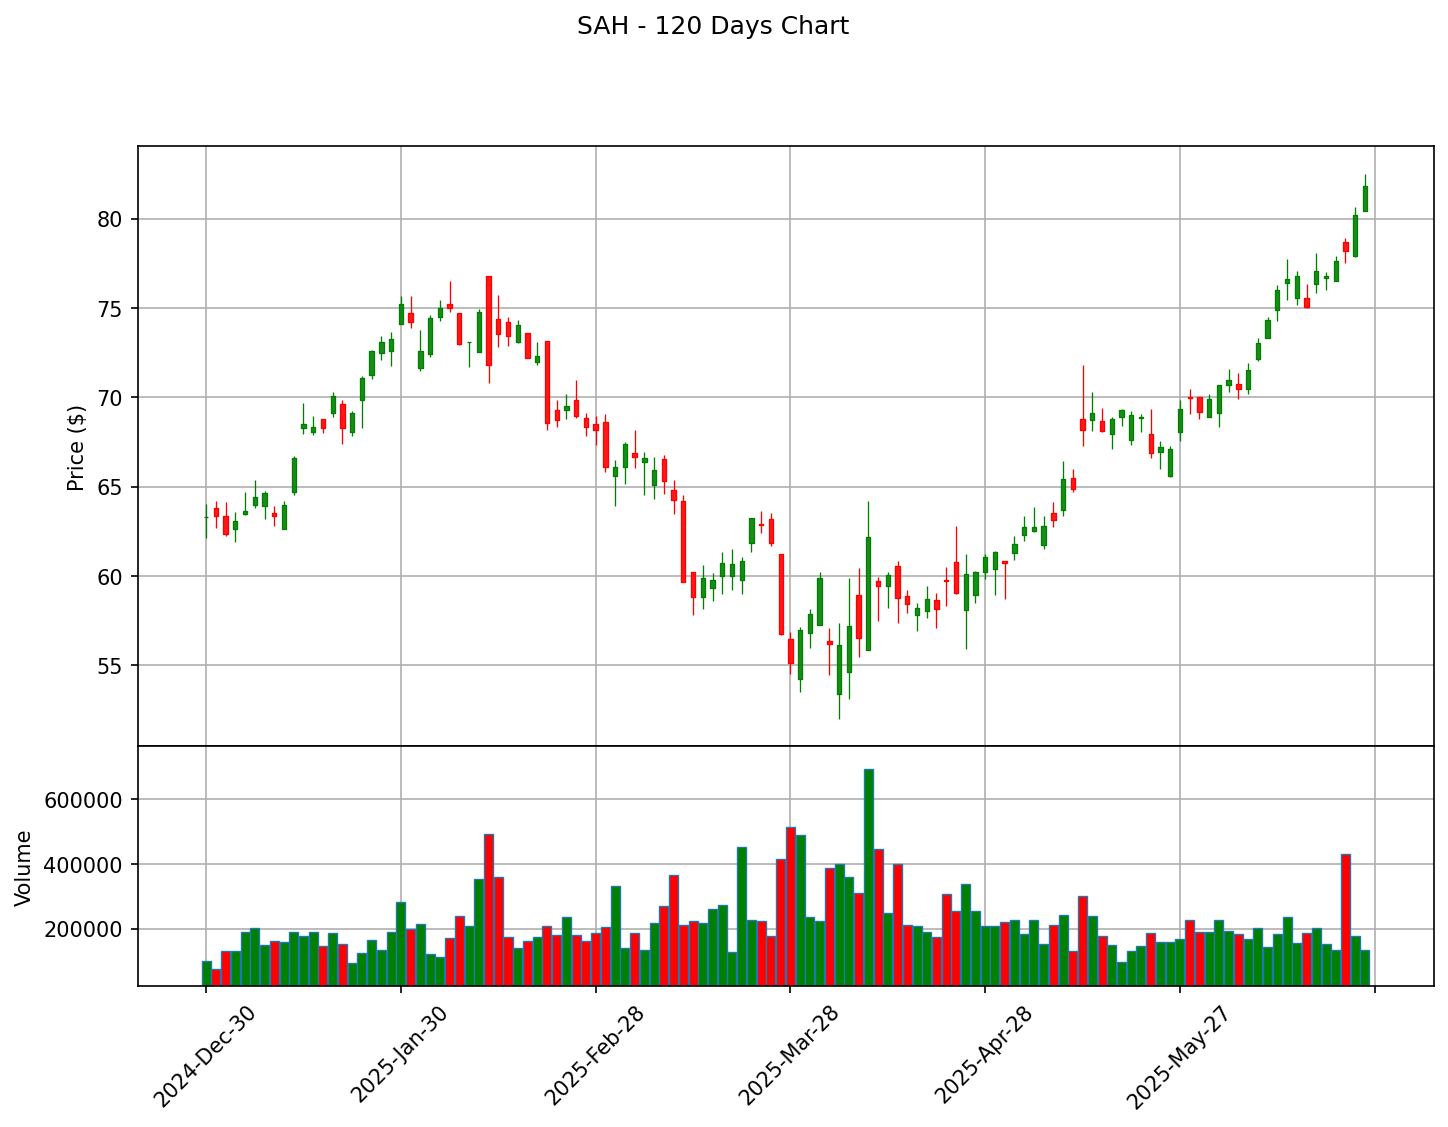 SAH - 120 Days Chart
Price ($)
80
75
70
65
60
55
Volume
600000
400000
200000
2024-Dec-30
2025-Jan-30
2025-Feb-28
2025-Mar-28
2025-Apr-28
2025-May-27